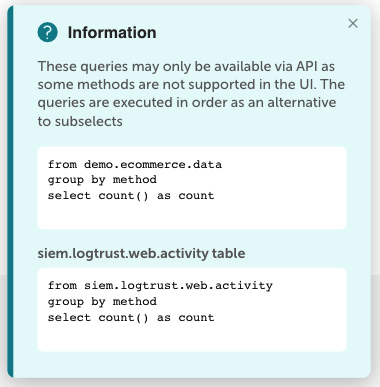 ?
Information
These queries may only be available via API as
some methods are not supported in the UI. The
queries are executed in order as an alternative
to subselects
from demo.ecommerce.data
group by method
select count() as count
siem.logtrust.web.activity table
from siem.logtrust.web.activity
group by method
select count() as count